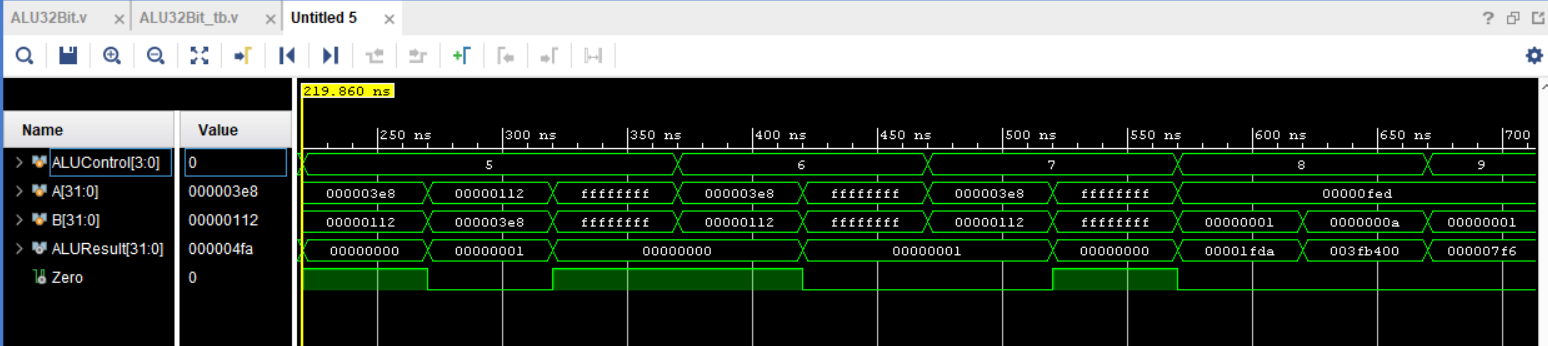 ALU32Bit.v × ALU32Bit_tb.v × Untitled 5 × ?
219.860 ns
Name Value 250 ns 300 ns 350 ns 400 ns 450 ns 500 ns 550 ns 600 ns 650 ns 700
ALUControl[3:0] 0 5 6 7 8 9
A[31:0] 000003e8 000003e8 00000112 ffffffff 000003e8 ffffffff 000003e8 ffffffff 00000fed
B[31:0] 00000112 00000112 000003e8 ffffffff 00000112 ffffffff 00000112 ffffffff 00000001 0000000a 00000001
ALUResult[31:0] 000004fa 00000000 00000001 00000000 00000001 00000000 00001fda 003fb400 000007f6
Zero 0